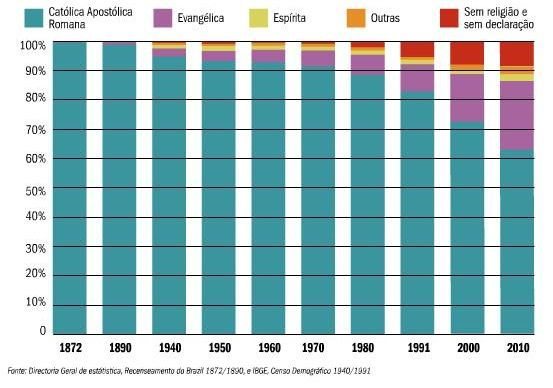 Católica Apostólica Romana
Evangélica
Espírita
Outras
Sem religião e sem declaração
100%
90%
80%
70%
60%
50%
40%
30%
20%
10%
0
1872 1890 1940 1950 1960 1970 1980 1991 2000 2010
Fonte: Directoria Geral de estátistica, Recenseamento do Brazil 1872/1890, e IBGE, Censo Demográfico 1940/1991